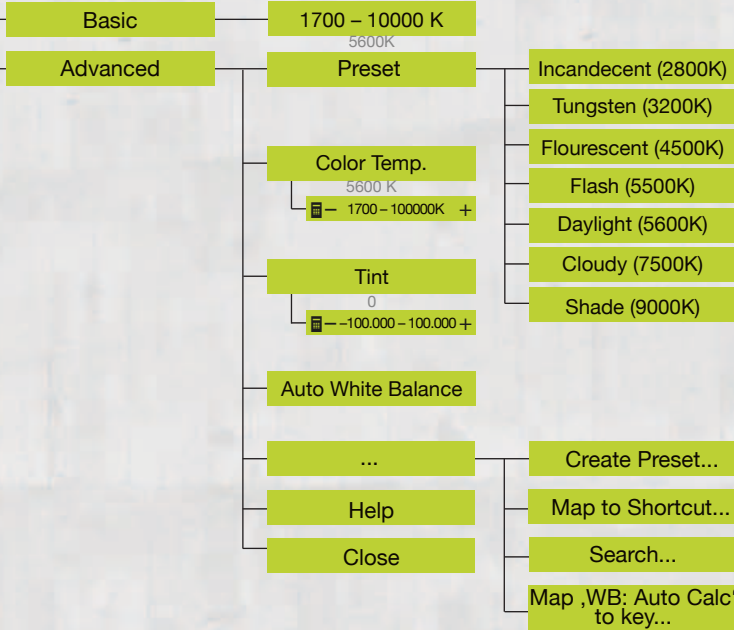 Basic
1700 – 10000 K
5600K
Advanced
Preset
Incandecent (2800K)
Tungsten (3200K)
Flourescent (4500K)
Flash (5500K)
Daylight (5600K)
Cloudy (7500K)
Shade (9000K)
Color Temp.
5600 K
– 1700 – 100000K +
Tint
0
– -100.000 – 100.000 +
Auto White Balance
...
Create Preset...
Map to Shortcut...
Search...
Map ‚WB: Auto Calc'
to key...
Help
Close